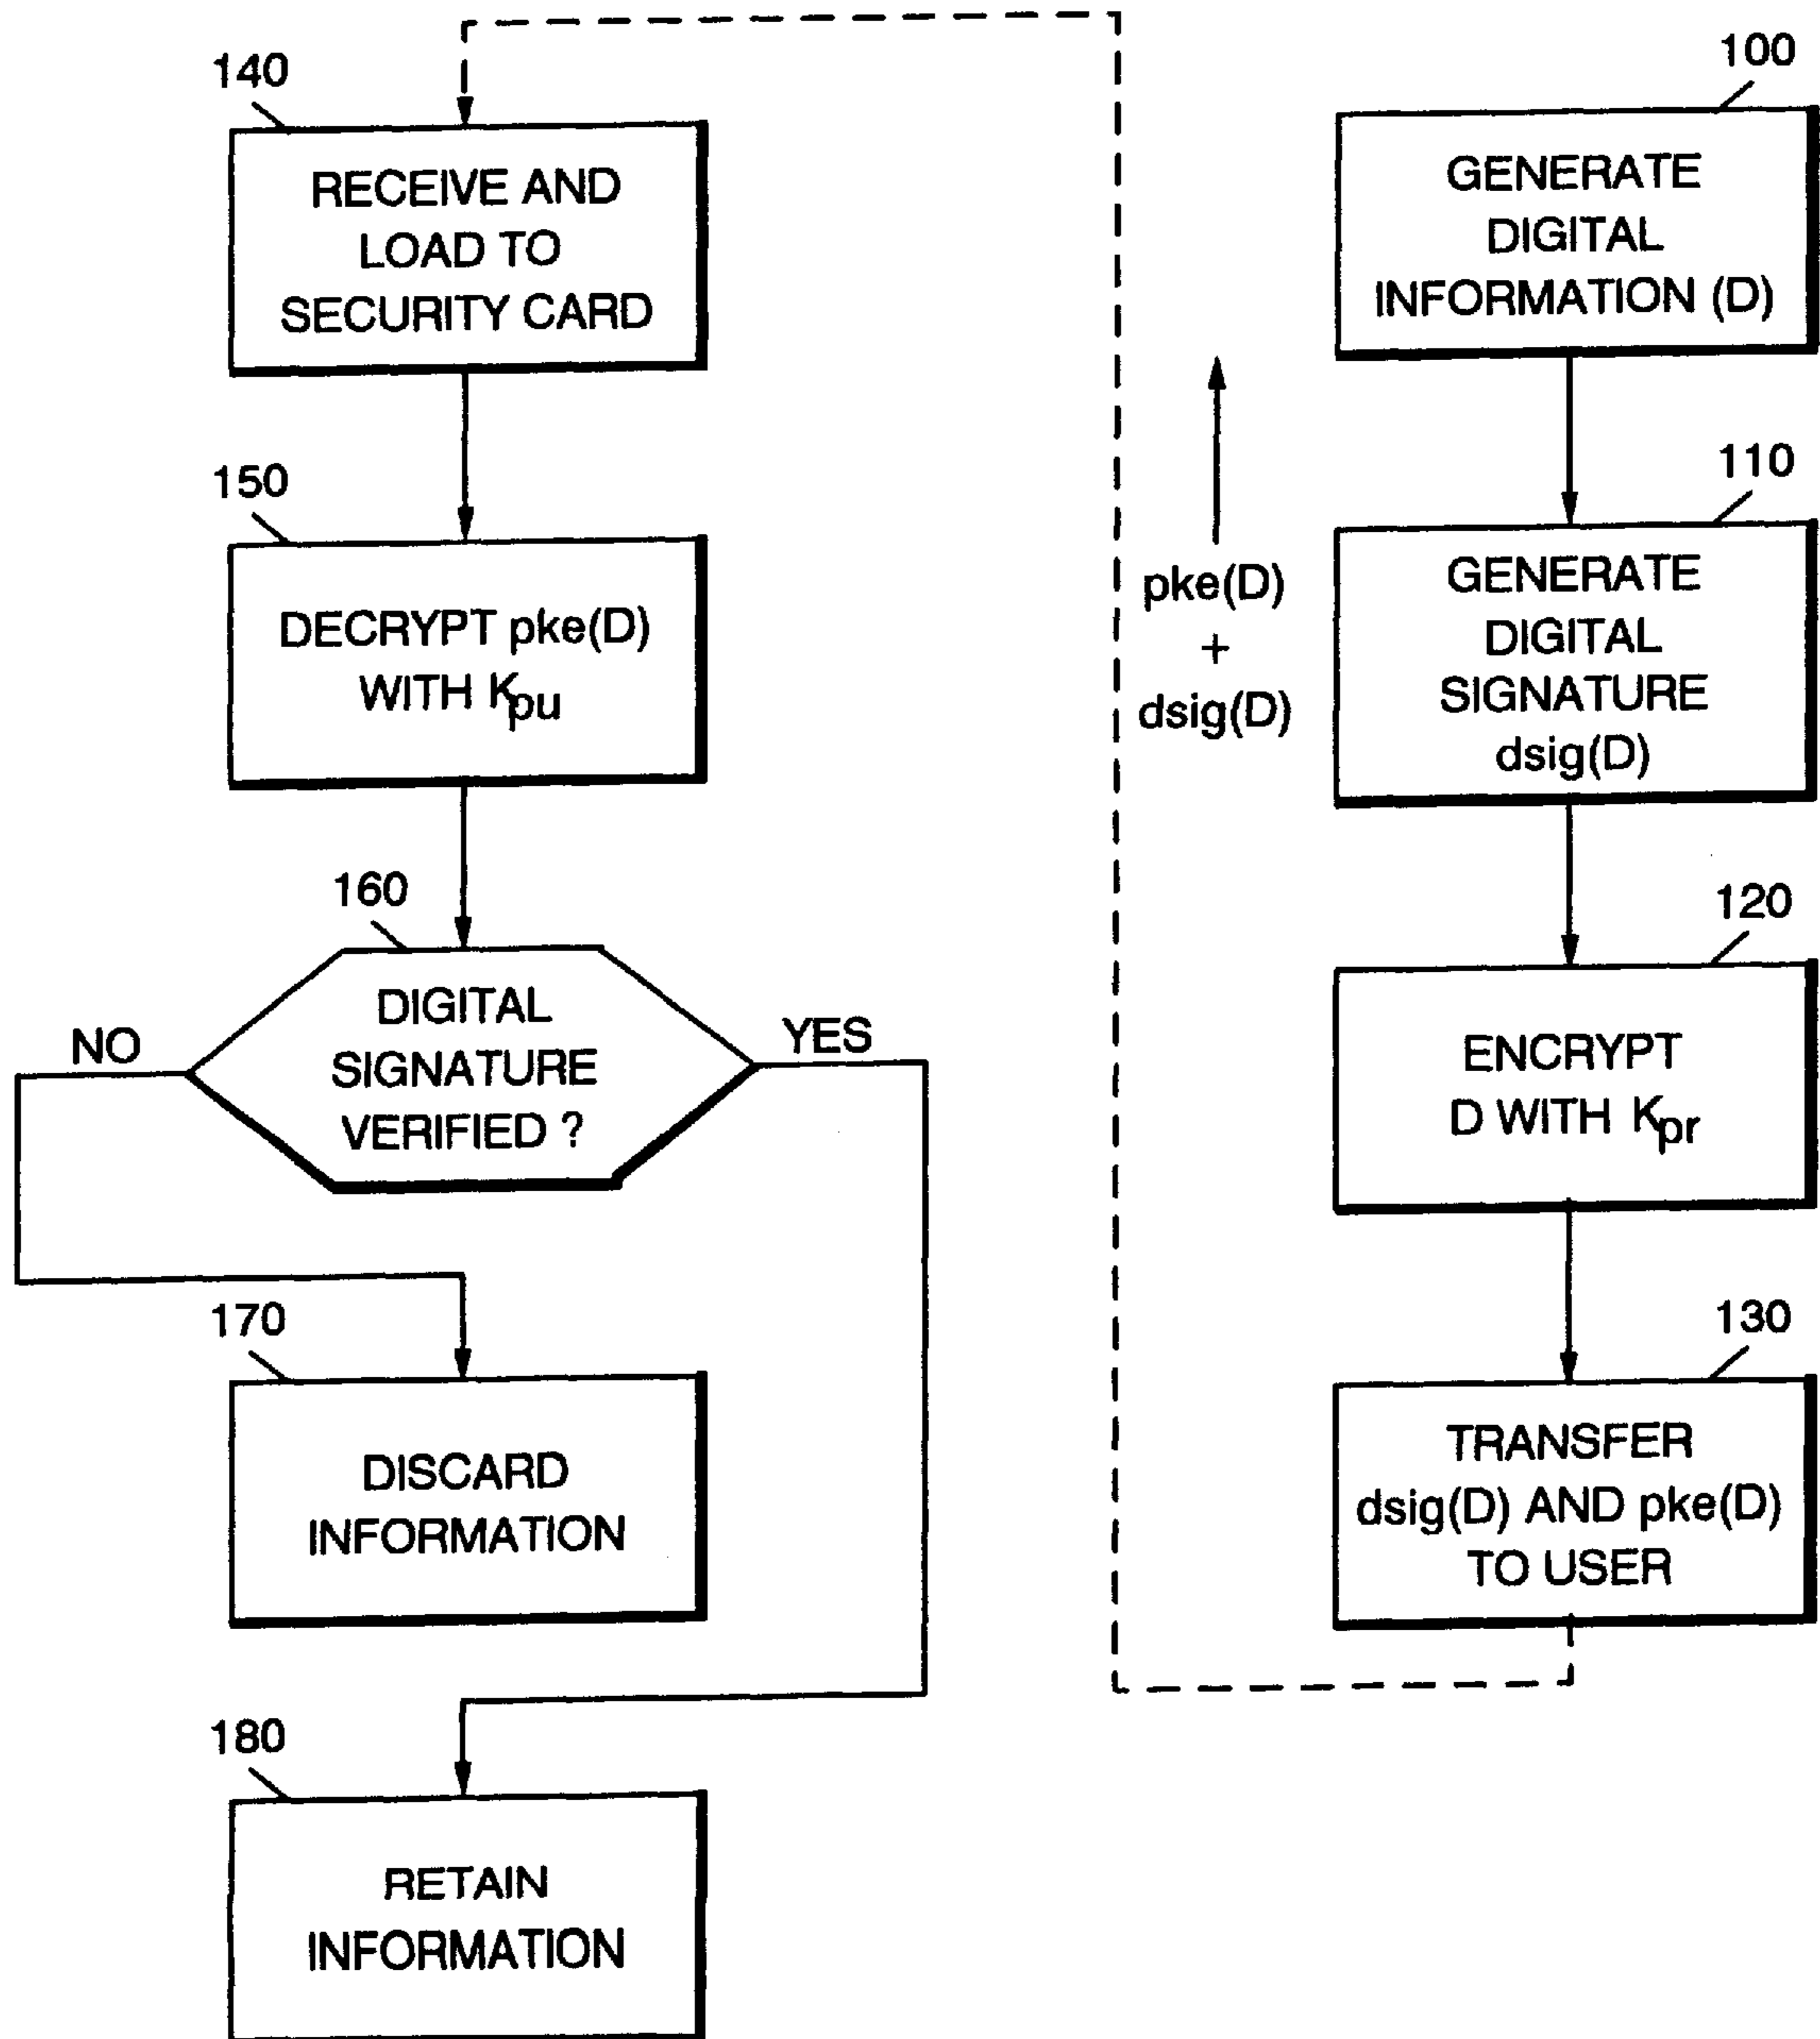 140
RECEIVE AND
LOAD TO
SECURITY CARD
150
DECRYPT pke(D)
WITH Kpu
160
DIGITAL
SIGNATURE
VERIFIED ?
NO
YES
170
DISCARD
INFORMATION
180
RETAIN
INFORMATION
pke(D)
+
dsig(D)
100
GENERATE
DIGITAL
INFORMATION (D)
110
GENERATE
DIGITAL
SIGNATURE
dsig(D)
120
ENCRYPT
D WITH Kpr
130
TRANSFER
dsig(D) AND pke(D)
TO USER